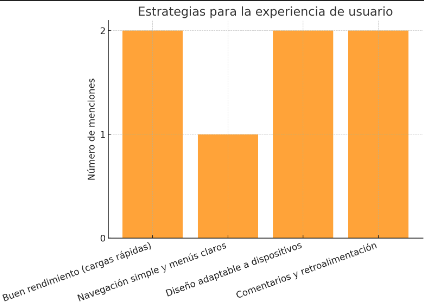 Estrategias para la experiencia de usuario
Número de menciones
2
1
0
Buen rendimiento (cargas rápidas)
Navegación simple y menús claros
Diseño adaptable a dispositivos
Comentarios y retroalimentación